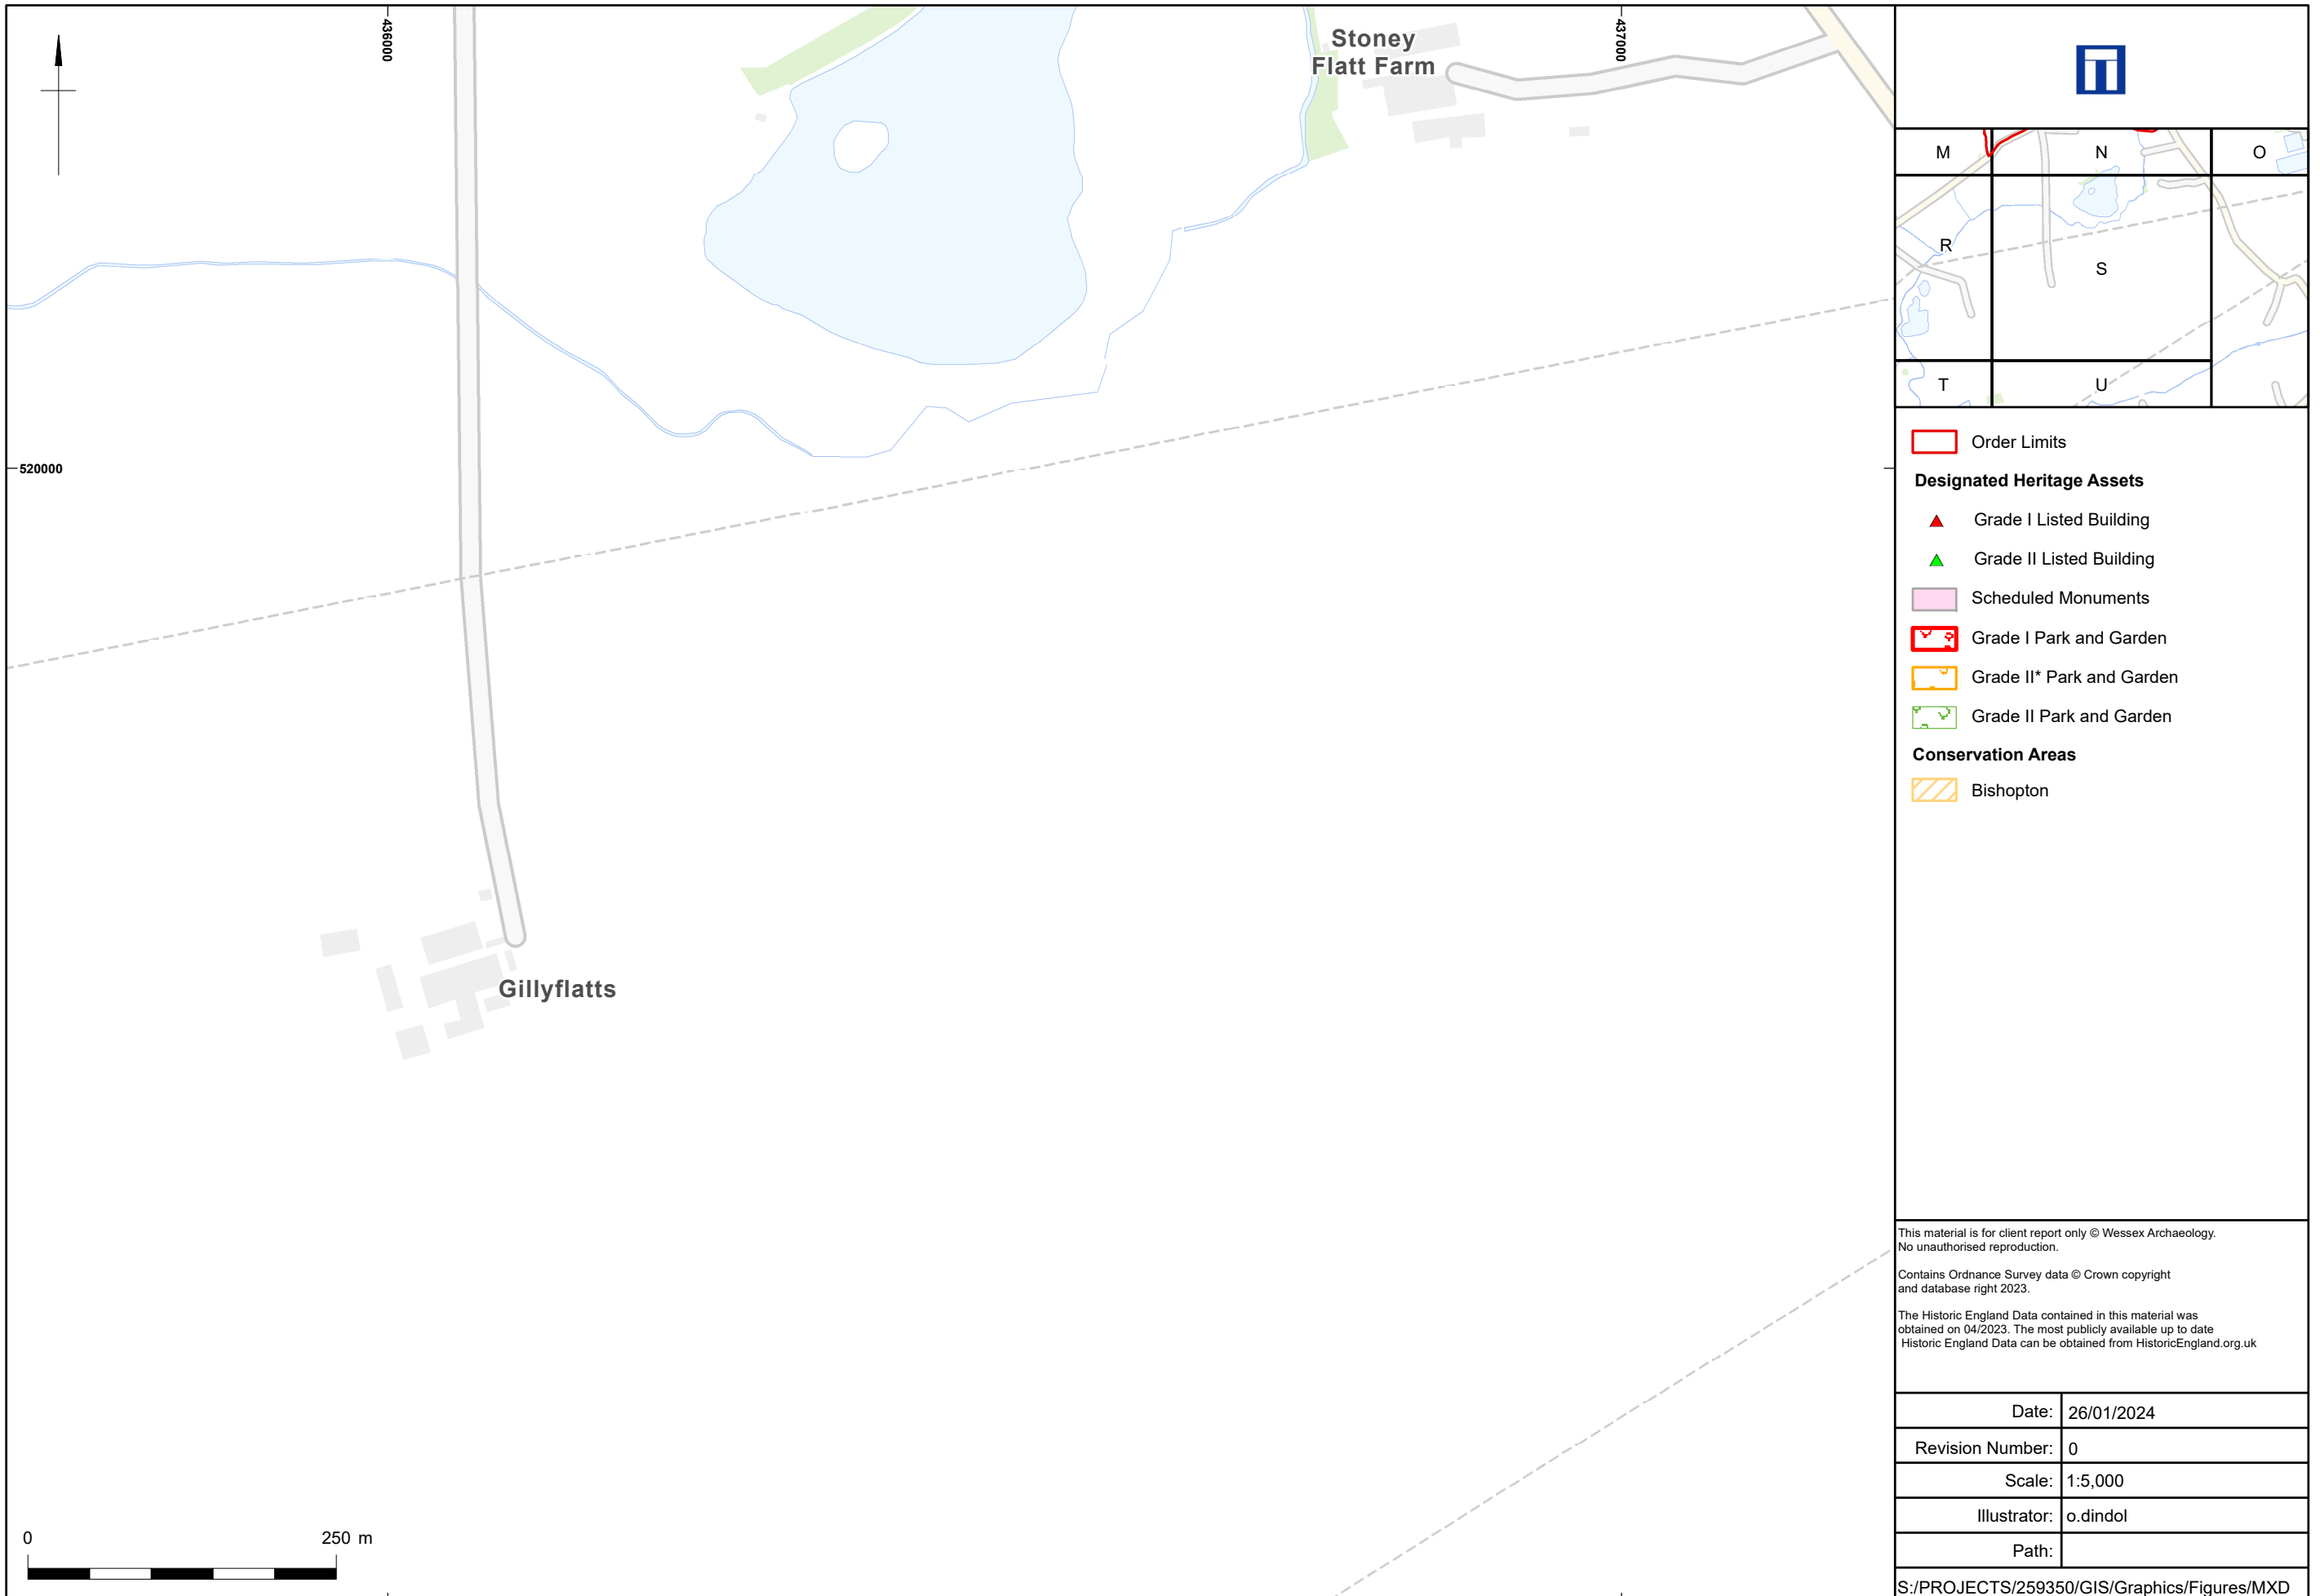 436000
437000
Stoney
Flatt Farm
520000
Gillyflatts
0 250 m
M N O
R
S
T U
Order Limits
Designated Heritage Assets
Grade I Listed Building
Grade II Listed Building
Scheduled Monuments
Grade I Park and Garden
Grade II* Park and Garden
Grade II Park and Garden
Conservation Areas
Bishopton
This material is for client report only © Wessex Archaeology.
No unauthorised reproduction.
Contains Ordnance Survey data © Crown copyright
and database right 2023.
The Historic England Data contained in this material was
obtained on 04/2023. The most publicly available up to date
Historic England Data can be obtained from HistoricEngland.org.uk
Date: 26/01/2024
Revision Number: 0
Scale: 1:5,000
Illustrator: o.dindol
Path:
S:/PROJECTS/259350/GIS/Graphics/Figures/MXD